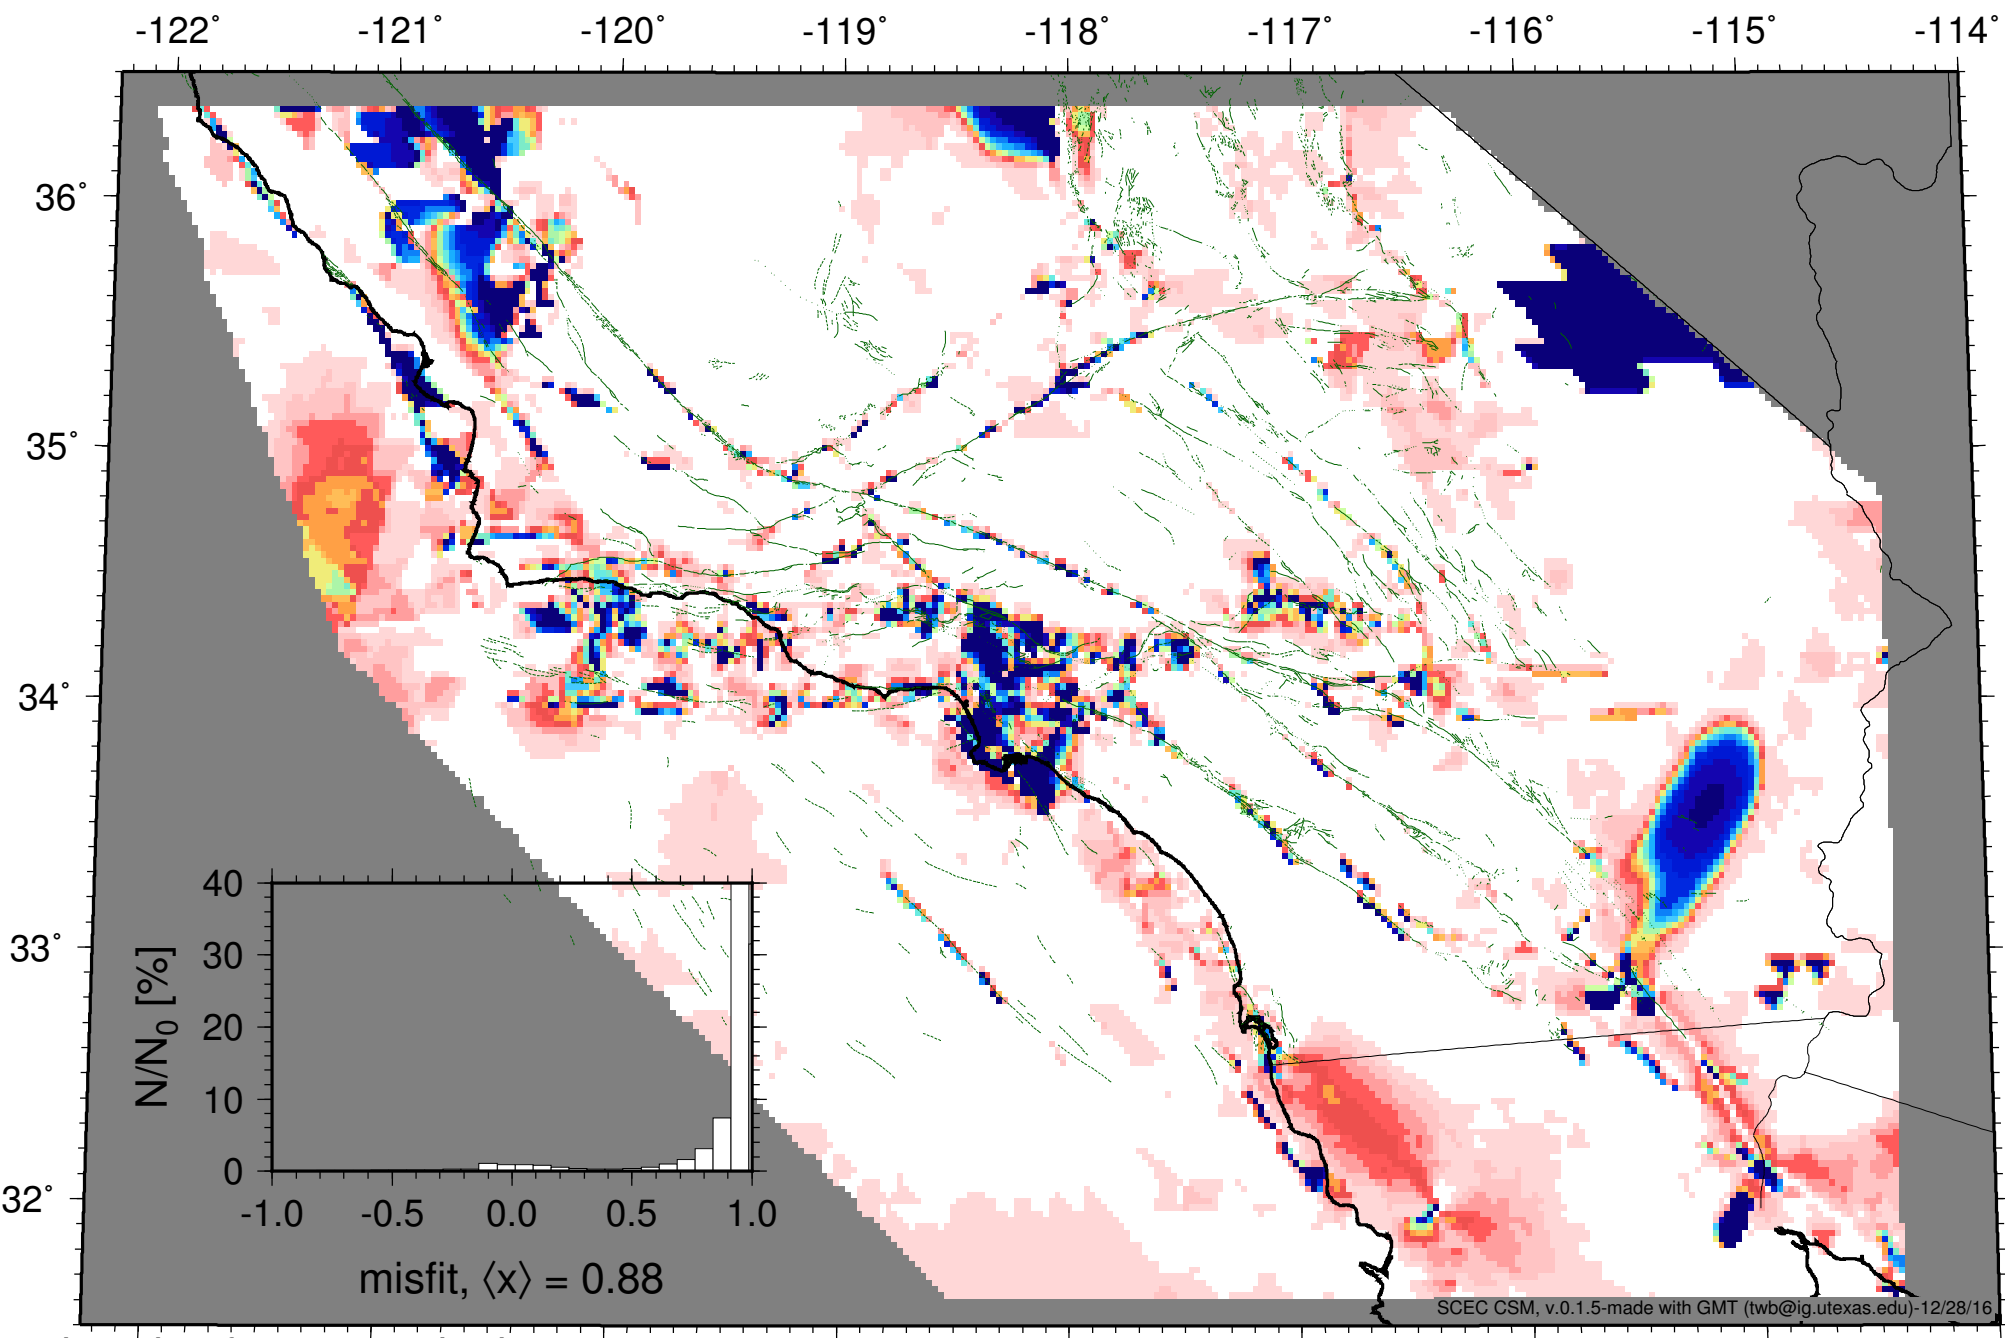 -122˚ -121˚ -120˚ -119˚ -118˚ -117˚ -116˚ -115˚ -114˚
36˚
35˚
34˚
33˚
32˚
40
30
20
10
0
N/N₀ [%]
-1.0 -0.5 0.0 0.5 1.0
misfit, ⟨x⟩ = 0.88
SCEC CSM, v.0.1.5-made with GMT (twb@ig.utexas.edu)-12/28/16